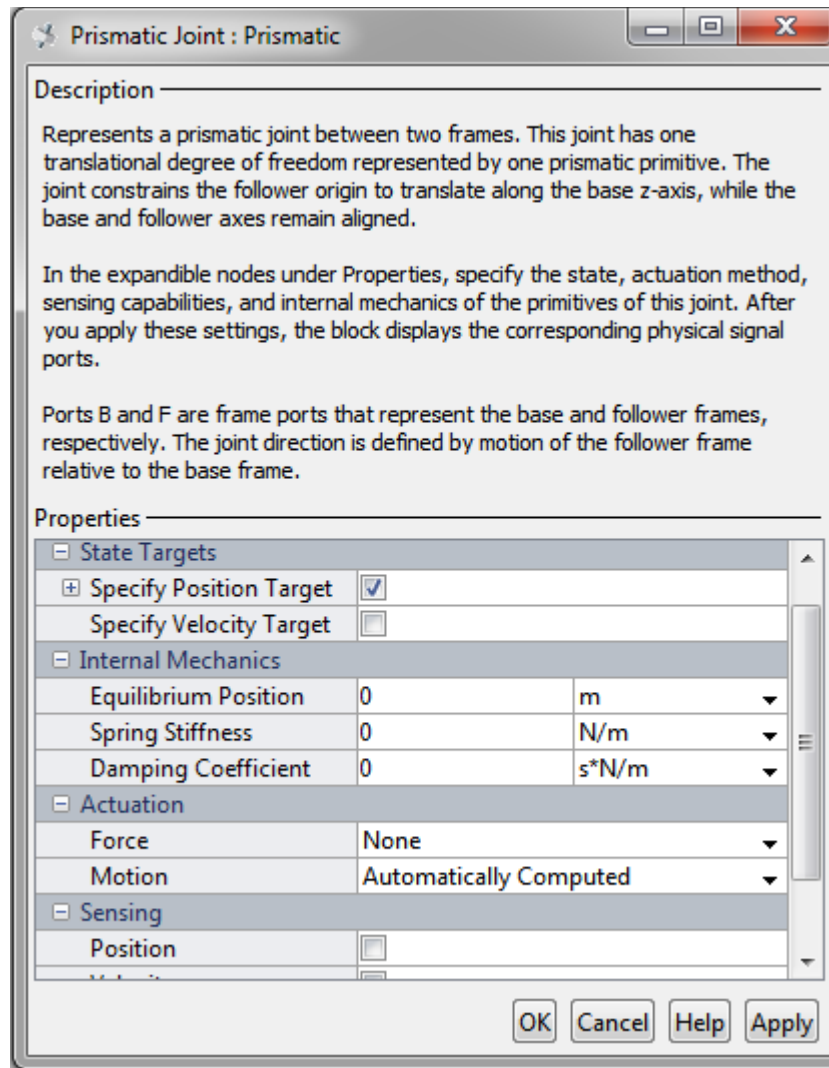 Prismatic Joint : Prismatic
Description
Represents a prismatic joint between two frames. This joint has one
translational degree of freedom represented by one prismatic primitive. The
joint constrains the follower origin to translate along the base z-axis, while the
base and follower axes remain aligned.
In the expandible nodes under Properties, specify the state, actuation method,
sensing capabilities, and internal mechanics of the primitives of this joint. After
you apply these settings, the block displays the corresponding physical signal
ports.
Ports B and F are frame ports that represent the base and follower frames,
respectively. The joint direction is defined by motion of the follower frame
relative to the base frame.
Properties
State Targets
Specify Position Target
Specify Velocity Target
Internal Mechanics
Equilibrium Position 0 m
Spring Stiffness 0 N/m
Damping Coefficient 0 s*N/m
Actuation
Force None
Motion Automatically Computed
Sensing
Position
OK Cancel Help Apply